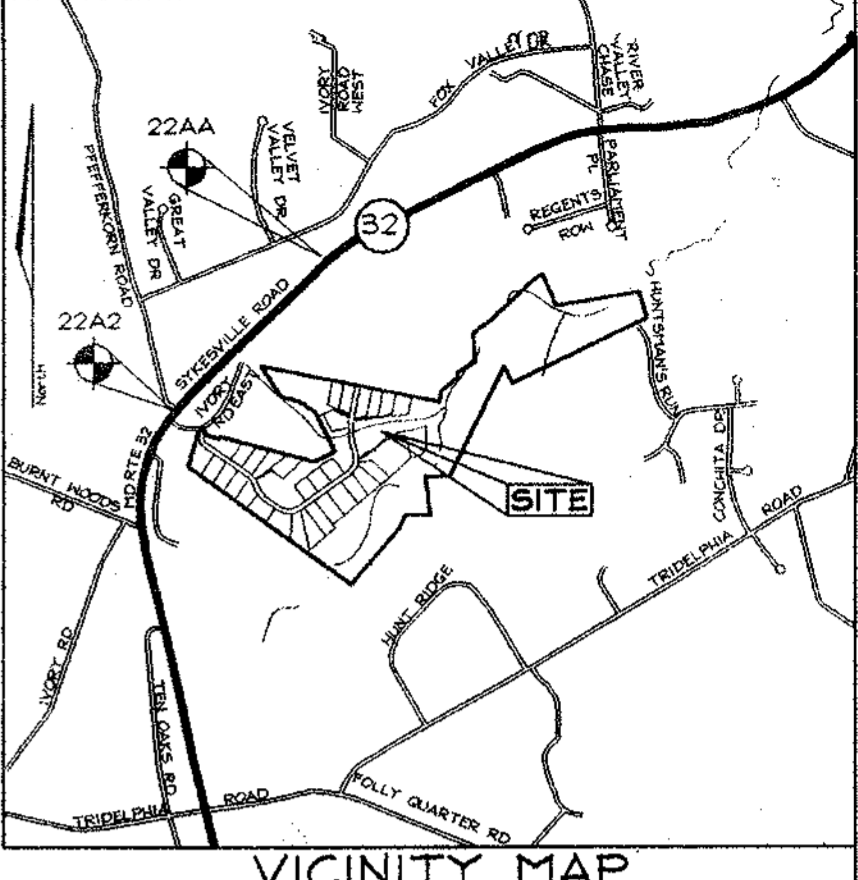 FOX VALLEY DR
IVORY
ROAD
WEST
RIVER
VALLEY
CHASE
22AA
VELVET
VALLEY DR
PFEFFERKORN ROAD
GREAT
VALLEY DR
PARLIAMENT
PL
REGENTS
ROW
32
22A2
SYKESVILLE ROAD
HUNTSMAN'S RUN
North
IVORY
RD EAST
MD RTE 32
BURNT WOODS
RD
SITE
CONCHITA DR
TRIDELPHIA ROAD
HUNT RIDGE
IVORY RD
TEN OAKS RD
TRIDELPHIA ROAD
FOLLY QUARTER RD
VICINITY MAP